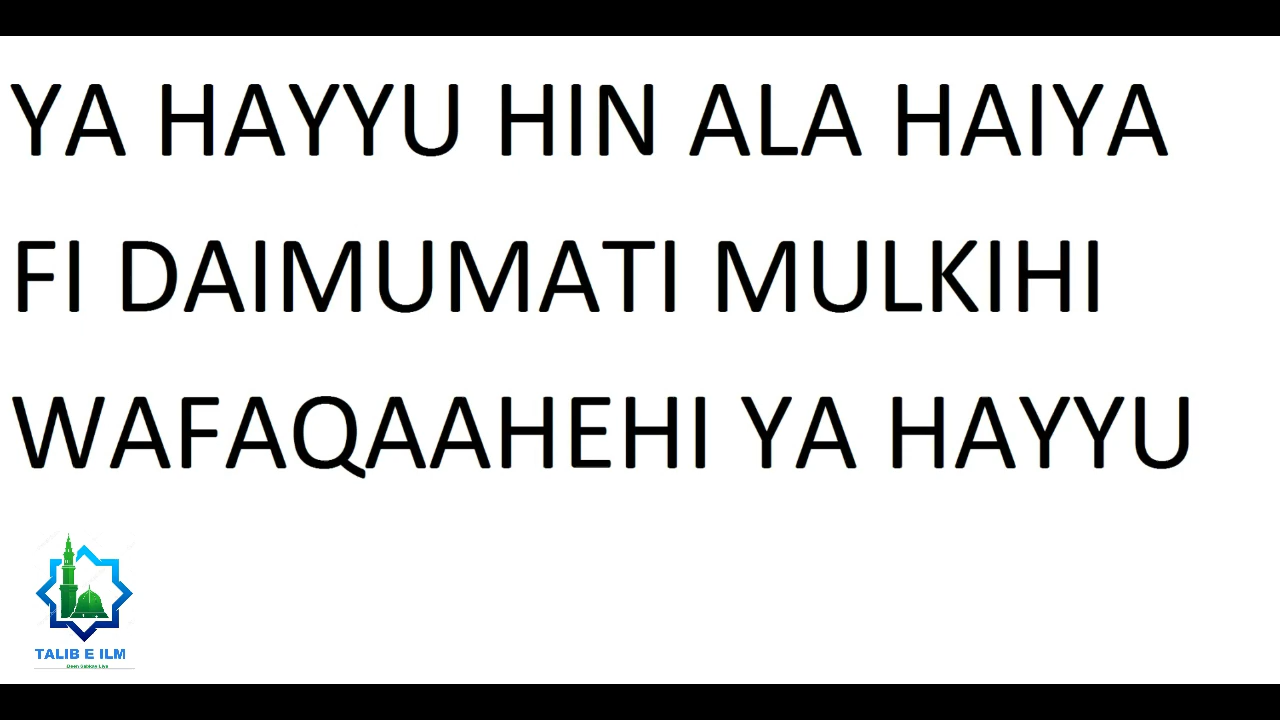 YA HAYYU HIN ALA HAIYA
FI DAIMUMATI MULKIHI
WAFAQAAHEHI YA HAYYU
TALIB E ILM